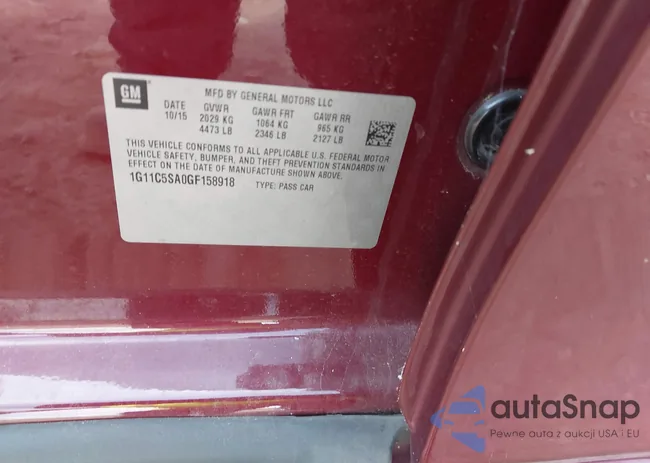 GM
MFD BY GENERAL MOTORS LLC
DATE GVWR GAWR FRT GAWR RR
10/15 2029 KG 1064 KG 965 KG
4473 LB 2346 LB 2127 LB
THIS VEHICLE CONFORMS TO ALL APPLICABLE U.S. FEDERAL MOTOR
VEHICLE SAFETY, BUMPER, AND THEFT PREVENTION STANDARDS IN
EFFECT ON THE DATE OF MANUFACTURE SHOWN ABOVE.
1G11C5SA0GF158918 TYPE: PASS CAR
autaSnap
Pewne auta z aukcji USA i EU